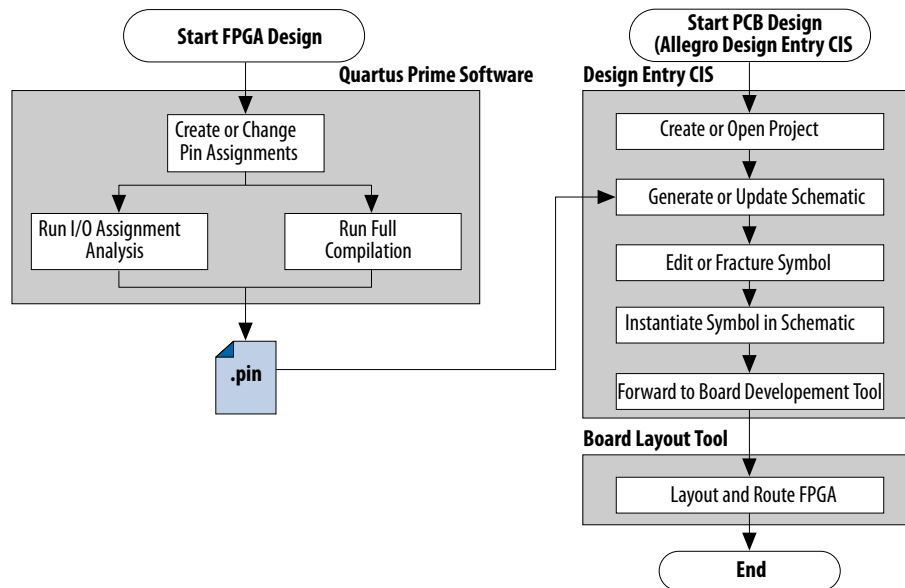 Start FPGA Design
Quartus Prime Software
Create or Change
Pin Assignments
Run I/O Assignment
Analysis
Run Full
Compilation
.pin
Start PCB Design
(Allegro Design Entry CIS
Design Entry CIS
Create or Open Project
Generate or Update Schematic
Edit or Fracture Symbol
Instantiate Symbol in Schematic
Forward to Board Developement Tool
Board Layout Tool
Layout and Route FPGA
End